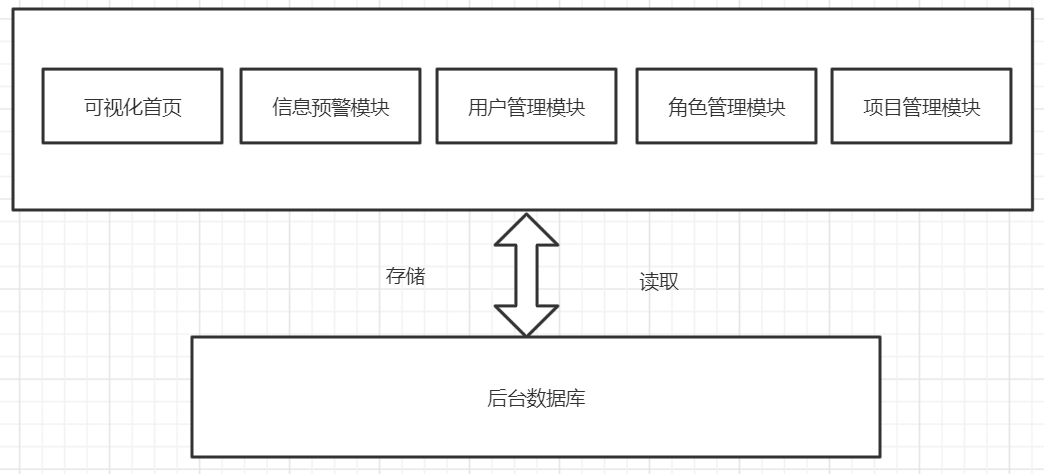 可视化首页
信息预警模块
用户管理模块
角色管理模块
项目管理模块
存储
读取
后台数据库